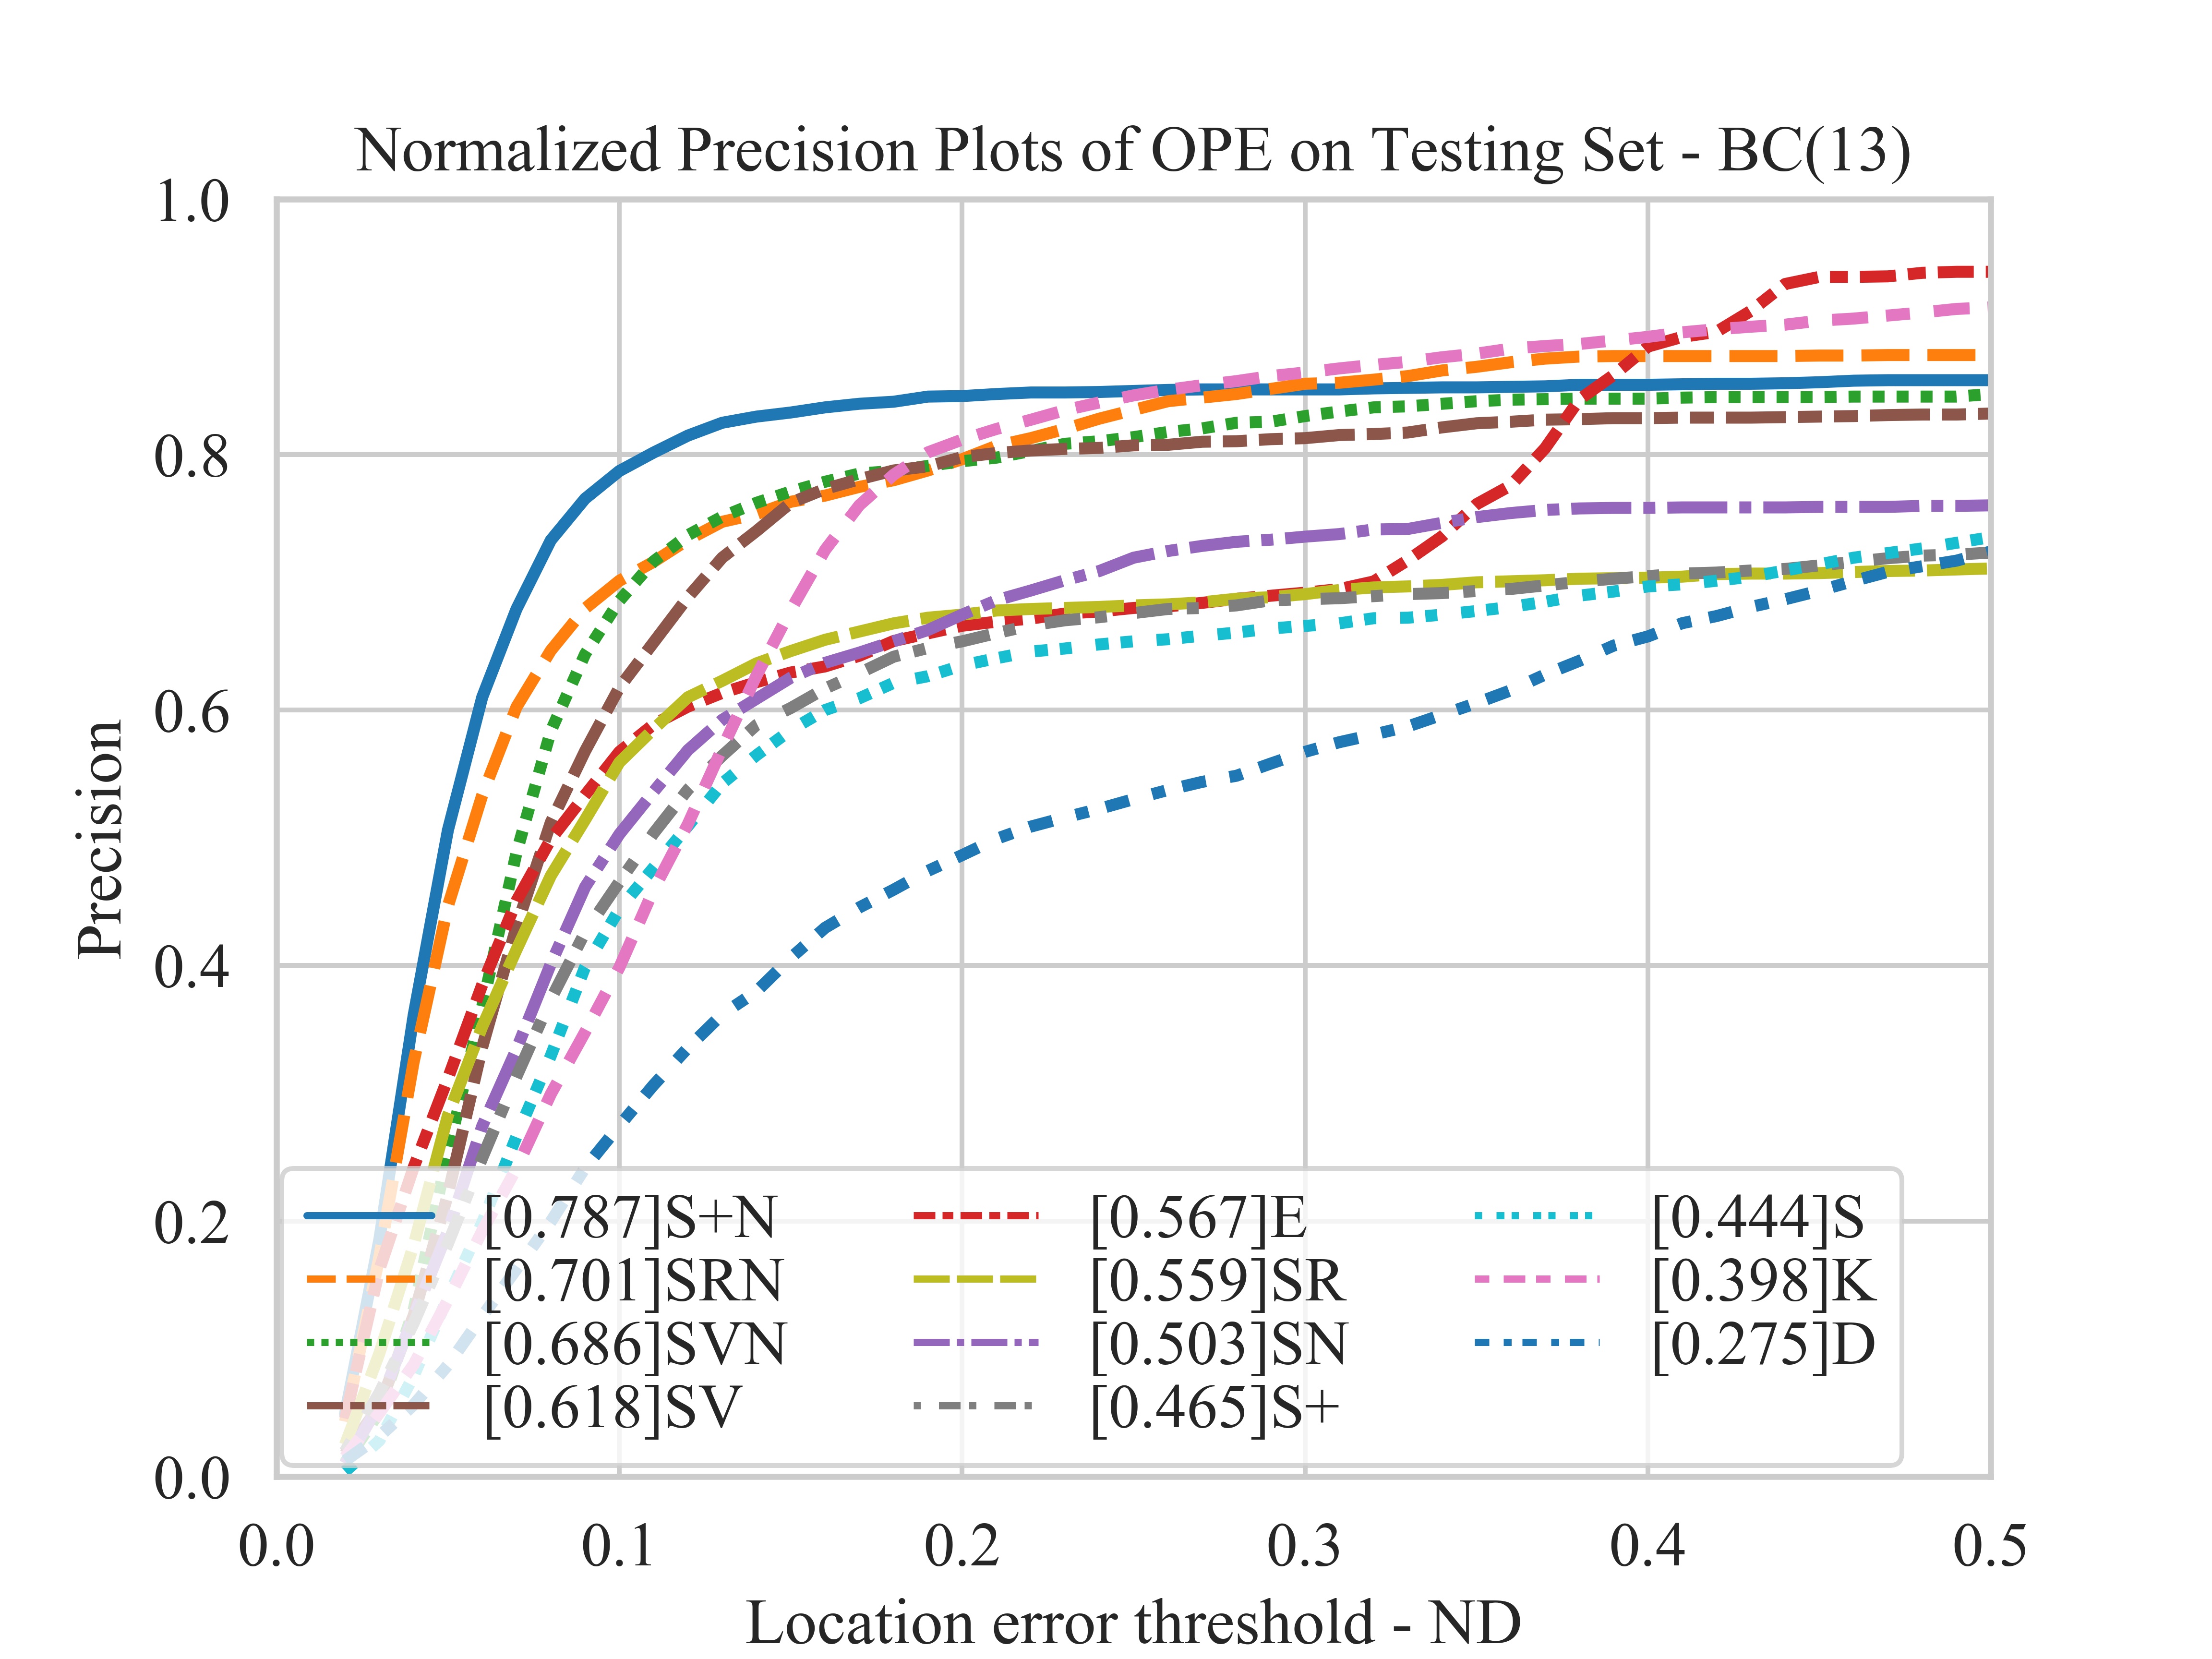 Normalized Precision Plots of OPE on Testing Set - BC(13)
1.0
0.8
0.6
0.4
0.2
0.0
Precision
[0.787]S+N
[0.701]SRN
[0.686]SVN
[0.618]SV
[0.567]E
[0.559]SR
[0.503]SN
[0.465]S+
[0.444]S
[0.398]K
[0.275]D
0.0 0.1 0.2 0.3 0.4 0.5
Location error threshold - ND